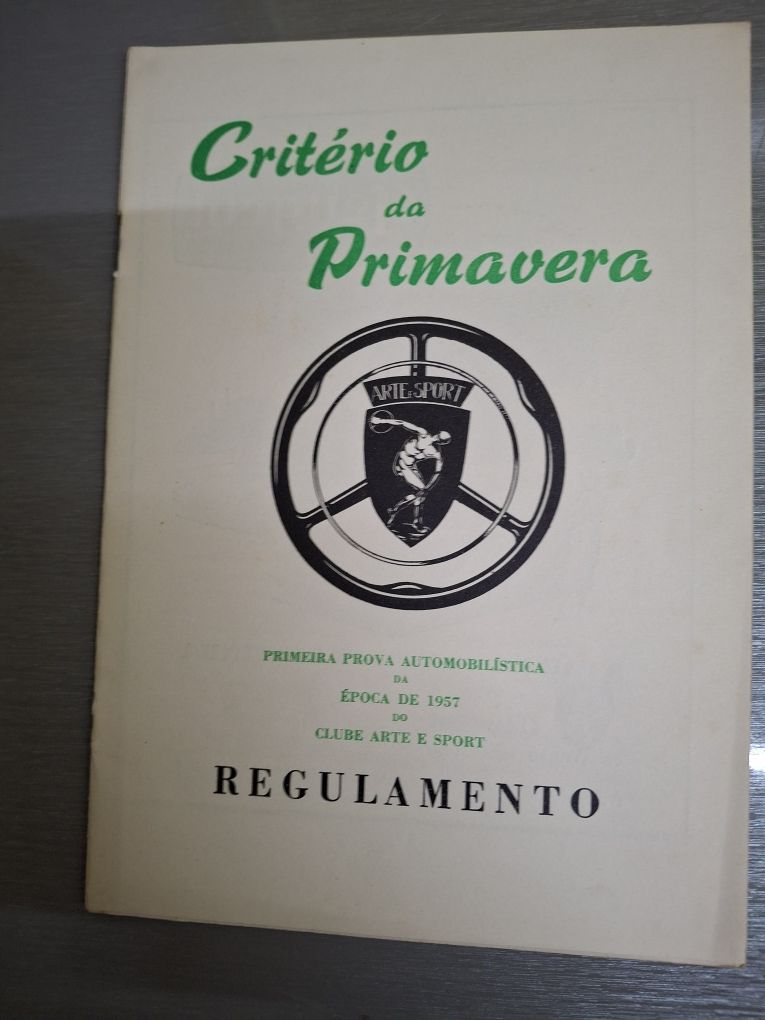 Critério
da
Primavera
ARTE E SPORT
PRIMEIRA PROVA AUTOMOBILÍSTICA
DA
ÉPOCA DE 1957
DO
CLUBE ARTE E SPORT
REGULAMENTO